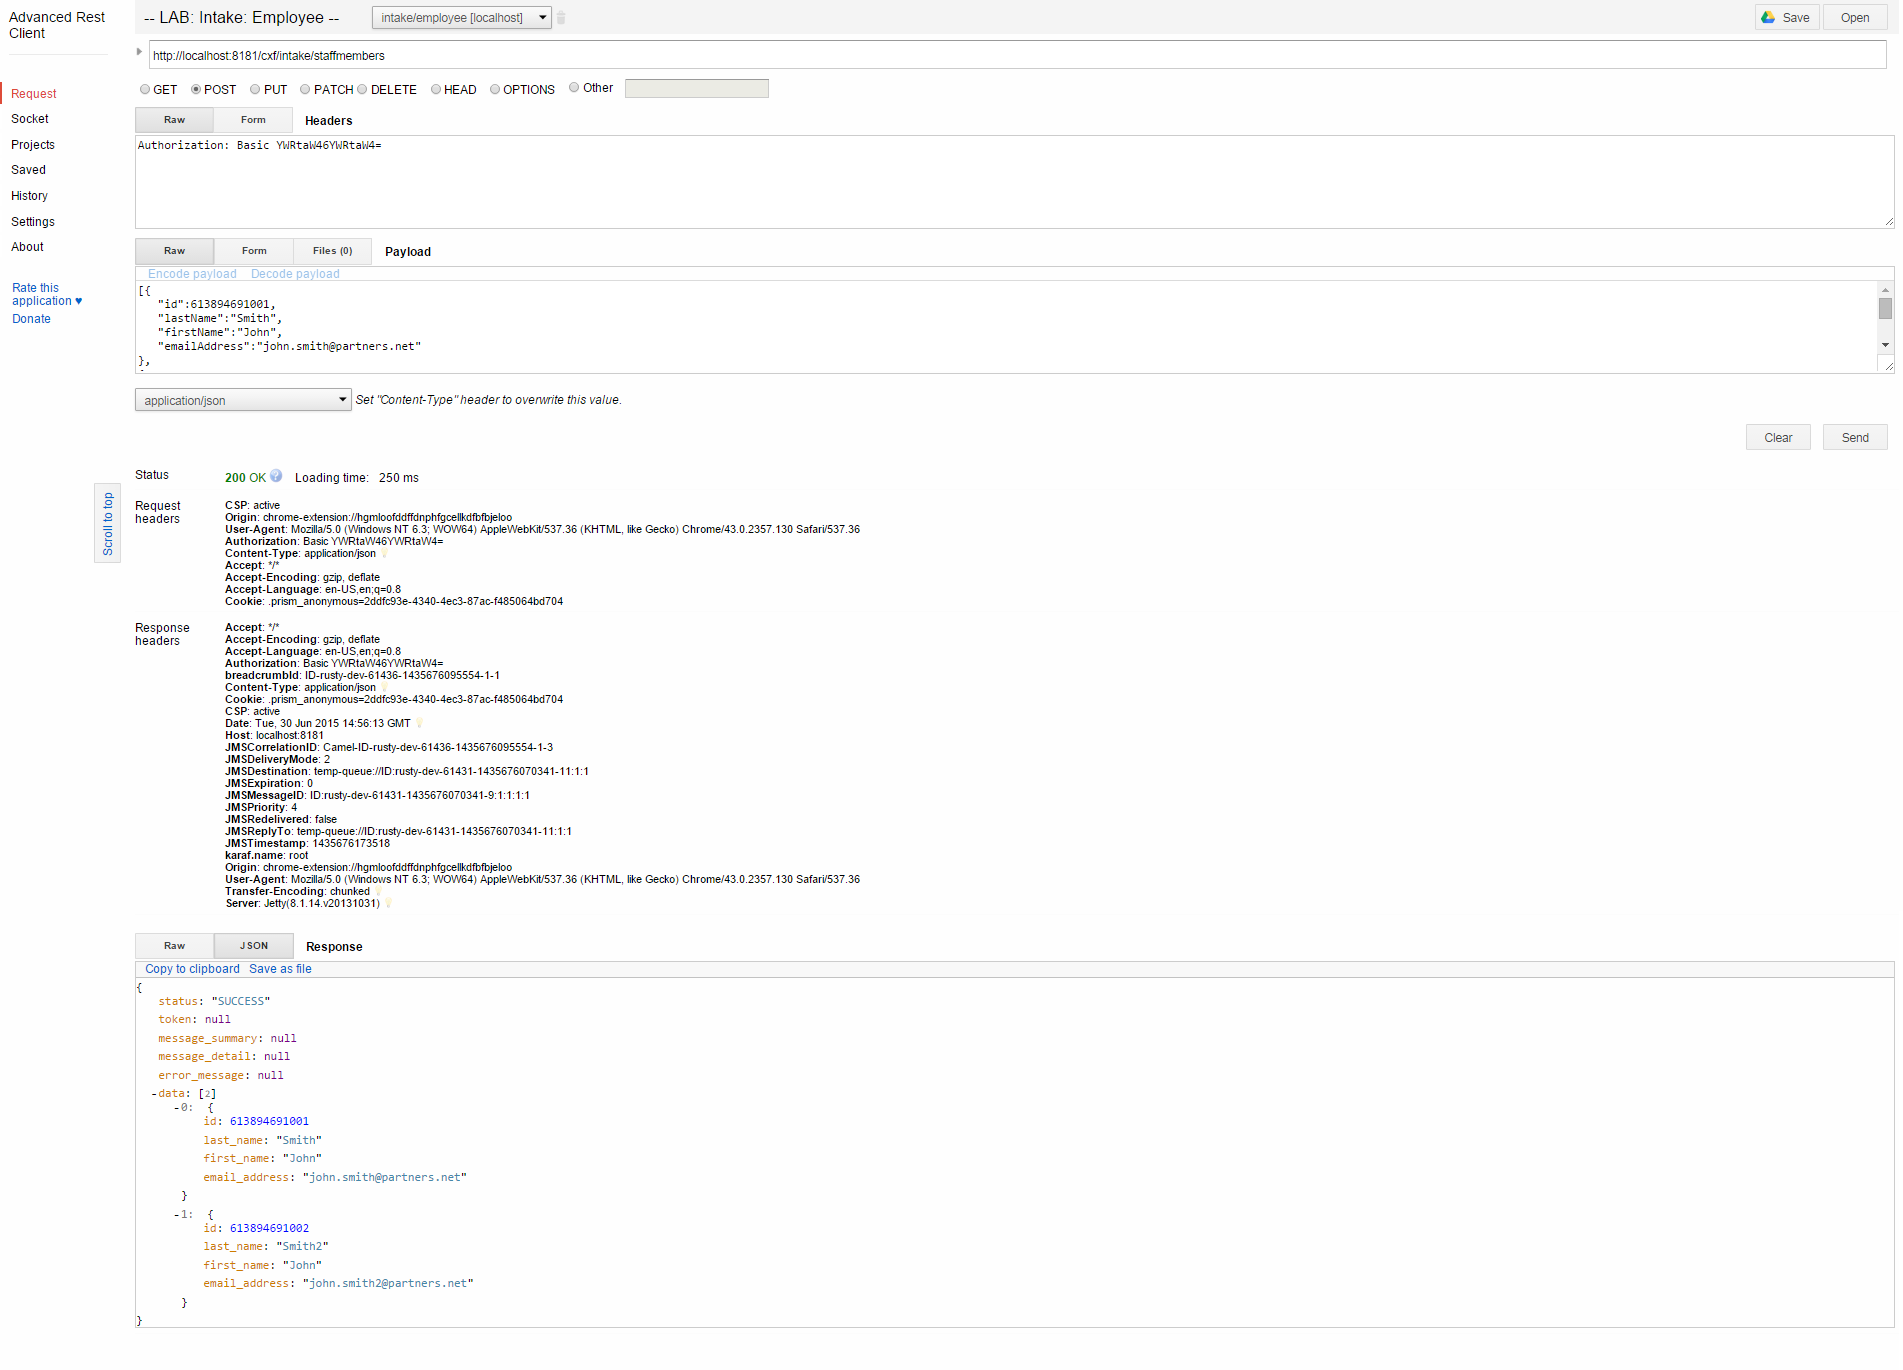 Advanced Rest
Client
-- LAB: Intake: Employee --
intake/employee [localhost]
Save
Open
http://localhost:8181/cxf/intake/staffmembers
GET POST PUT PATCH DELETE HEAD OPTIONS Other
Request
Socket
Projects
Saved
History
Settings
About
Rate this
application ♥
Donate
Raw Form Headers
Authorization: Basic YWRtaW46YWRtaW4=
Raw Form Files (0) Payload
Encode payload Decode payload
[{
"id":613894691001,
"lastName":"Smith",
"firstName":"John",
"emailAddress":"john.smith@partners.net"
},
application/json Set "Content-Type" header to overwrite this value.
Clear Send
Scroll to top
Status 200 OK ? Loading time: 250 ms
Request
headers
CSP: active
Origin: chrome-extension://hgmloofddffdnphfgcellkdfbfbjeloo
User-Agent: Mozilla/5.0 (Windows NT 6.3; WOW64) AppleWebKit/537.36 (KHTML, like Gecko) Chrome/43.0.2357.130 Safari/537.36
Authorization: Basic YWRtaW46YWRtaW4=
Content-Type: application/json
Accept: */*
Accept-Encoding: gzip, deflate
Accept-Language: en-US,en;q=0.8
Cookie: .prism_anonymous=2ddfc93e-4340-4ec3-87ac-f485064bd704
Response
headers
Accept: */*
Accept-Encoding: gzip, deflate
Accept-Language: en-US,en;q=0.8
Authorization: Basic YWRtaW46YWRtaW4=
breadcrumbId: ID-rusty-dev-61436-1435676095554-1-1
Content-Type: application/json
Cookie: .prism_anonymous=2ddfc93e-4340-4ec3-87ac-f485064bd704
CSP: active
Date: Tue, 30 Jun 2015 14:56:13 GMT
Host: localhost:8181
JMSCorrelationID: Camel-ID-rusty-dev-61436-1435676095554-1-3
JMSDeliveryMode: 2
JMSDestination: temp-queue://ID:rusty-dev-61431-1435676070341-11:1:1
JMSExpiration: 0
JMSMessageID: ID:rusty-dev-61431-1435676070341-9:1:1:1:1
JMSPriority: 4
JMSRedelivered: false
JMSReplyTo: temp-queue://ID:rusty-dev-61431-1435676070341-11:1:1
JMSTimestamp: 1435676173518
karaf.name: root
Origin: chrome-extension://hgmloofddffdnphfgcellkdfbfbjeloo
User-Agent: Mozilla/5.0 (Windows NT 6.3; WOW64) AppleWebKit/537.36 (KHTML, like Gecko) Chrome/43.0.2357.130 Safari/537.36
Transfer-Encoding: chunked
Server: Jetty(8.1.14.v20131031)
Raw JSON Response
Copy to clipboard Save as file
{
status: "SUCCESS"
token: null
message_summary: null
message_detail: null
error_message: null
-data: [2]
-0: {
id: 613894691001
last_name: "Smith"
first_name: "John"
email_address: "john.smith@partners.net"
}
-1: {
id: 613894691002
last_name: "Smith2"
first_name: "John"
email_address: "john.smith2@partners.net"
}
}